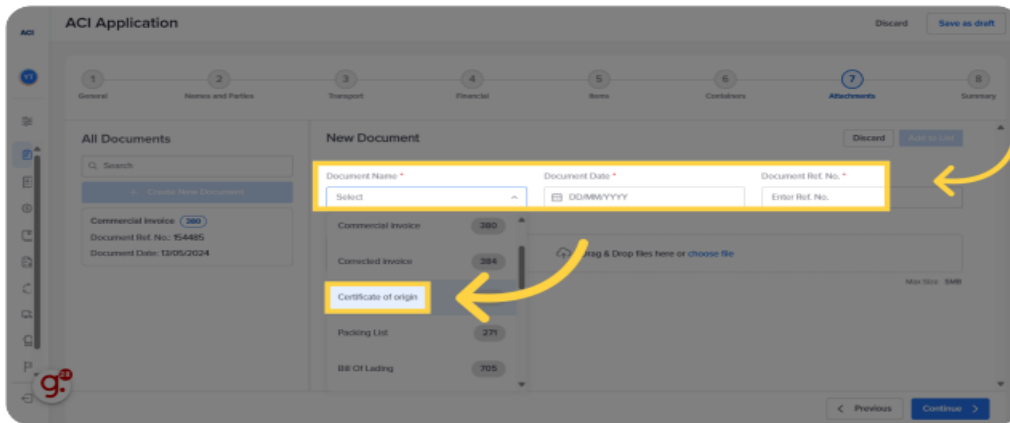 ACI Application
Discard
Save as draft
ACI
YT
1
2
3
4
5
6
7
8
General
Names and Parties
Transport
Financial
Items
Containers
Attachments
Summary
All Documents
Search
+ Create New Document
Commercial Invoice 380
Document Ref. No.: 154485
Document Date: 13/05/2024
New Document
Discard
Add to List
Document Name *
Document Date *
Document Ref. No. *
Select
DD/MM/YYYY
Enter Ref. No.
Commercial Invoice 380
Corrected invoice 384
Certificate of origin
Packing List 271
Bill Of Lading 705
Drag & Drop files here or choose file
Max Size 5MB
g.
28
< Previous
Continue >